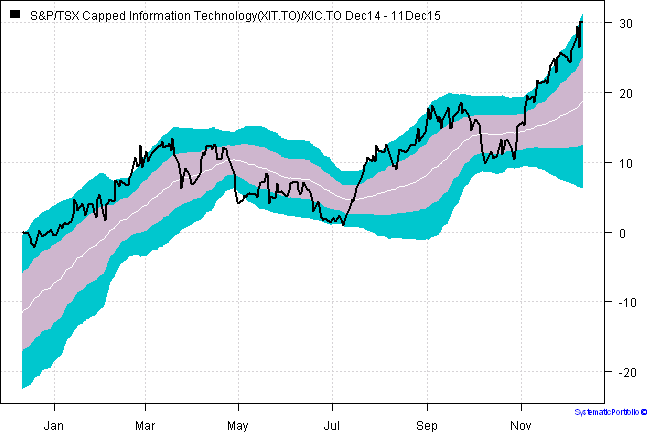 S&P/TSX Capped Information Technology(XIT.TO)/XIC.TO Dec14 - 11Dec15
30
20
10
0
-10
-20
Jan Mar May Jul Sep Nov
SystematicPortfolio ©